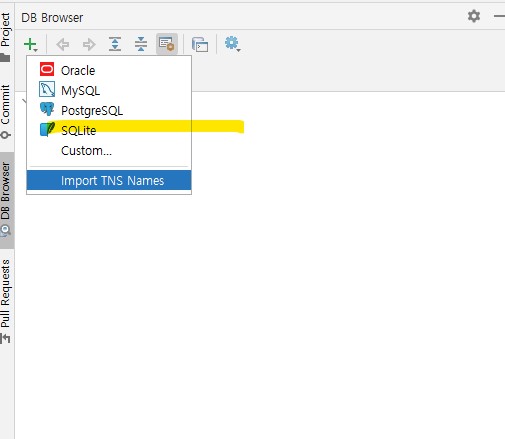 DB Browser
Project
Commit
DB Browser
Pull Requests
Oracle
MySQL
PostgreSQL
SQLite
Custom...
Import TNS Names